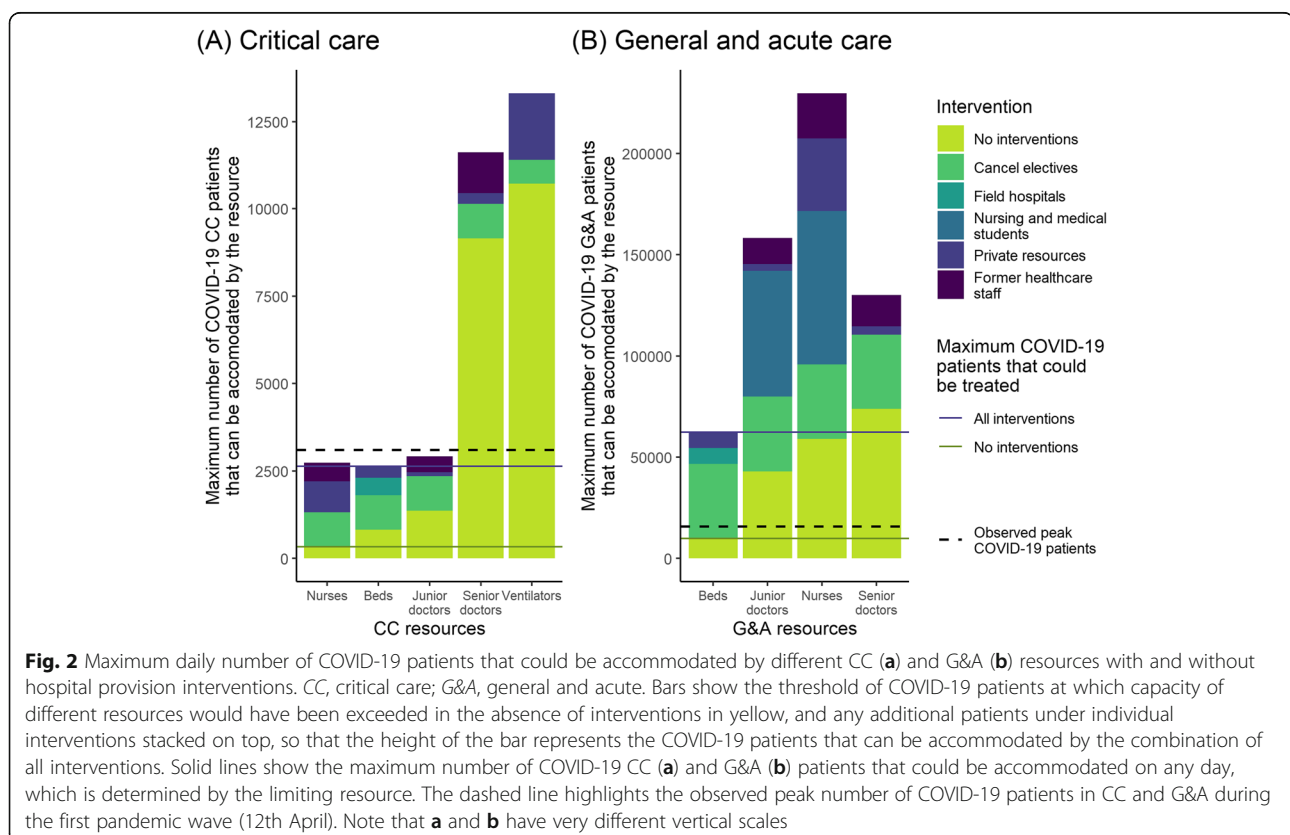 (A) Critical care
Maximum number of COVID-19 CC patients
that can be accomodated by the resource
12500
10000
7500
5000
2500
0
Nurses
Beds
Junior
doctors
Senior
doctors
Ventilators
CC resources
(B) General and acute care
Maximum number of COVID-19 G&A patients
that can be accomodated by the resource
200000
150000
100000
50000
0
Beds
Junior
doctors
Nurses
Senior
doctors
G&A resources
Intervention
No interventions
Cancel electives
Field hospitals
Nursing and medical
students
Private resources
Former healthcare
staff
Maximum COVID-19
patients that could
be treated
All interventions
No interventions
Observed peak
COVID-19 patients
Fig. 2 Maximum daily number of COVID-19 patients that could be accommodated by different CC (a) and G&A (b) resources with and without
hospital provision interventions. CC, critical care; G&A, general and acute. Bars show the threshold of COVID-19 patients at which capacity of
different resources would have been exceeded in the absence of interventions in yellow, and any additional patients under individual
interventions stacked on top, so that the height of the bar represents the COVID-19 patients that can be accommodated by the combination of
all interventions. Solid lines show the maximum number of COVID-19 CC (a) and G&A (b) patients that could be accommodated on any day,
which is determined by the limiting resource. The dashed line highlights the observed peak number of COVID-19 patients in CC and G&A during
the first pandemic wave (12th April). Note that a and b have very different vertical scales